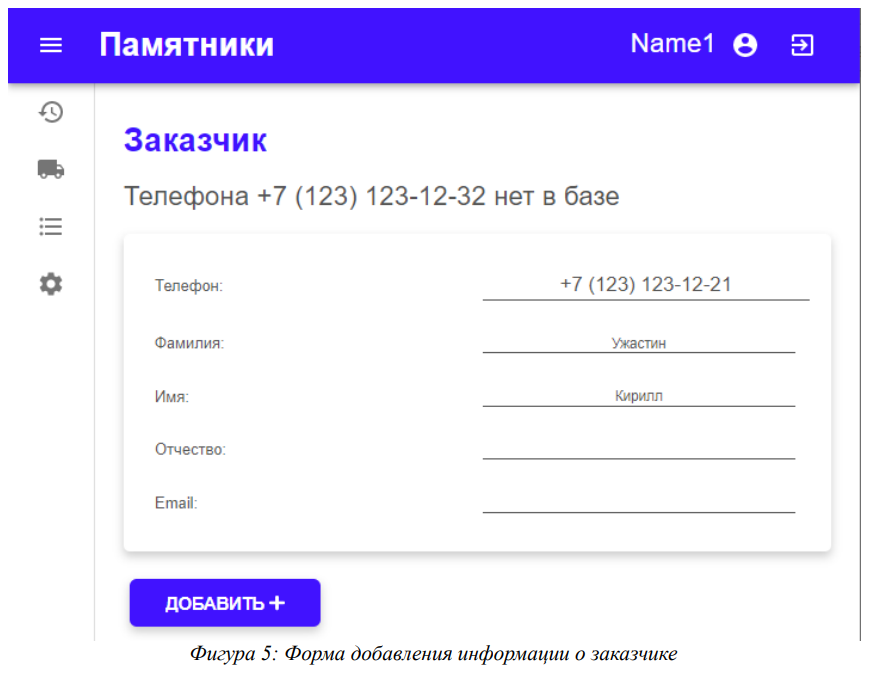 Памятники
Name1
Заказчик
Телефона +7 (123) 123-12-32 нет в базе
Телефон: +7 (123) 123-12-21
Фамилия: Ужастин
Имя: Кирилл
Отчество:
Email:
ДОБАВИТЬ +
Фигура 5: Форма добавления информации о заказчике